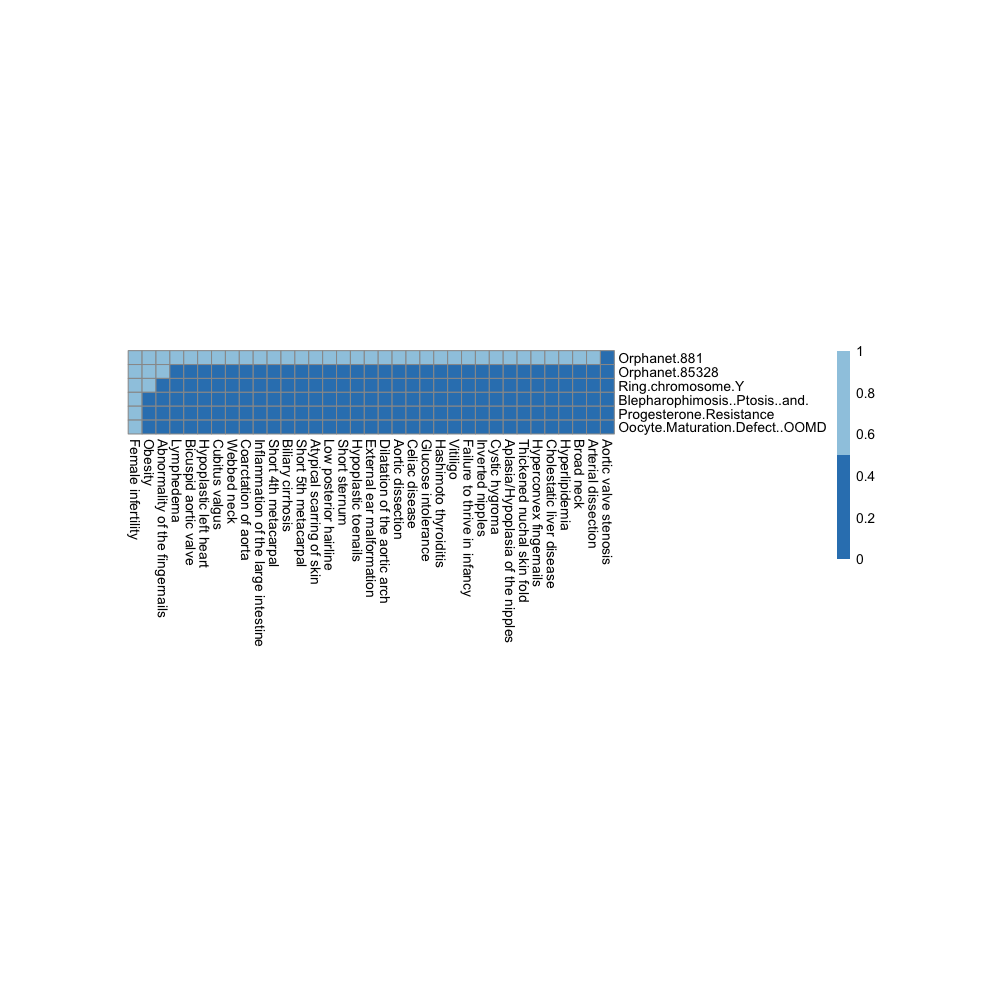 Orphanet.881
Orphanet.85328
Ring.chromosome.Y
Blepharophimosis..Ptosis..and.
Progesterone.Resistance
Oocyte.Maturation.Defect..OOMD
1
0.8
0.6
0.4
0.2
0
Female infertility
Obesity
Abnormality of the fingernails
Lymphedema
Bicuspid aortic valve
Hypoplastic left heart
Cubitus valgus
Webbed neck
Coarctation of aorta
Inflammation of the large intestine
Short 4th metacarpal
Biliary cirrhosis
Short 5th metacarpal
Atypical scarring of skin
Low posterior hairline
Short sternum
Hypoplastic toenails
External ear malformation
Dilatation of the aortic arch
Aortic dissection
Celiac disease
Glucose intolerance
Hashimoto thyroiditis
Vitiligo
Failure to thrive in infancy
Inverted nipples
Cystic hygroma
Aplasia/Hypoplasia of the nipples
Thickened nuchal skin fold
Hyperconvex fingernails
Cholestatic liver disease
Hyperlipidemia
Broad neck
Arterial dissection
Aortic valve stenosis